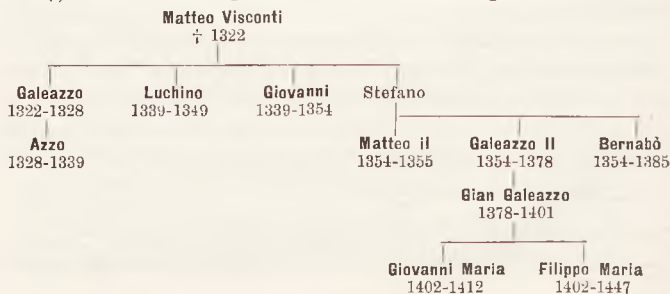 Matteo Visconti
† 1322
Galeazzo Luchino Giovanni Stefano
1322-1328 1339-1349 1339-1354
Azzo Matteo il Galeazzo II Bernabò
1328-1339 1354-1355 1354-1378 1354-1385
Gian Galeazzo
1378-1401
Giovanni Maria Filippo Maria
1402-1412 1402-1447